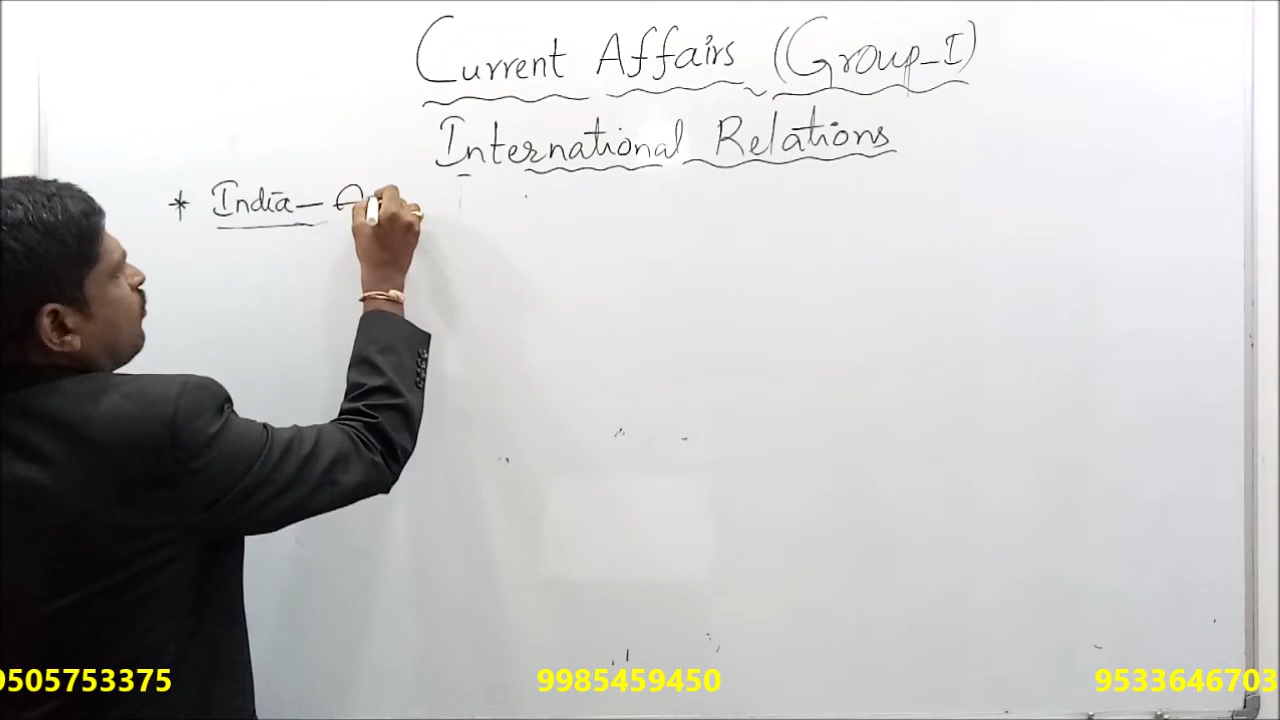 Current Affairs (Group-I)
International Relations
* India -
9505753375 9985459450 9533646703